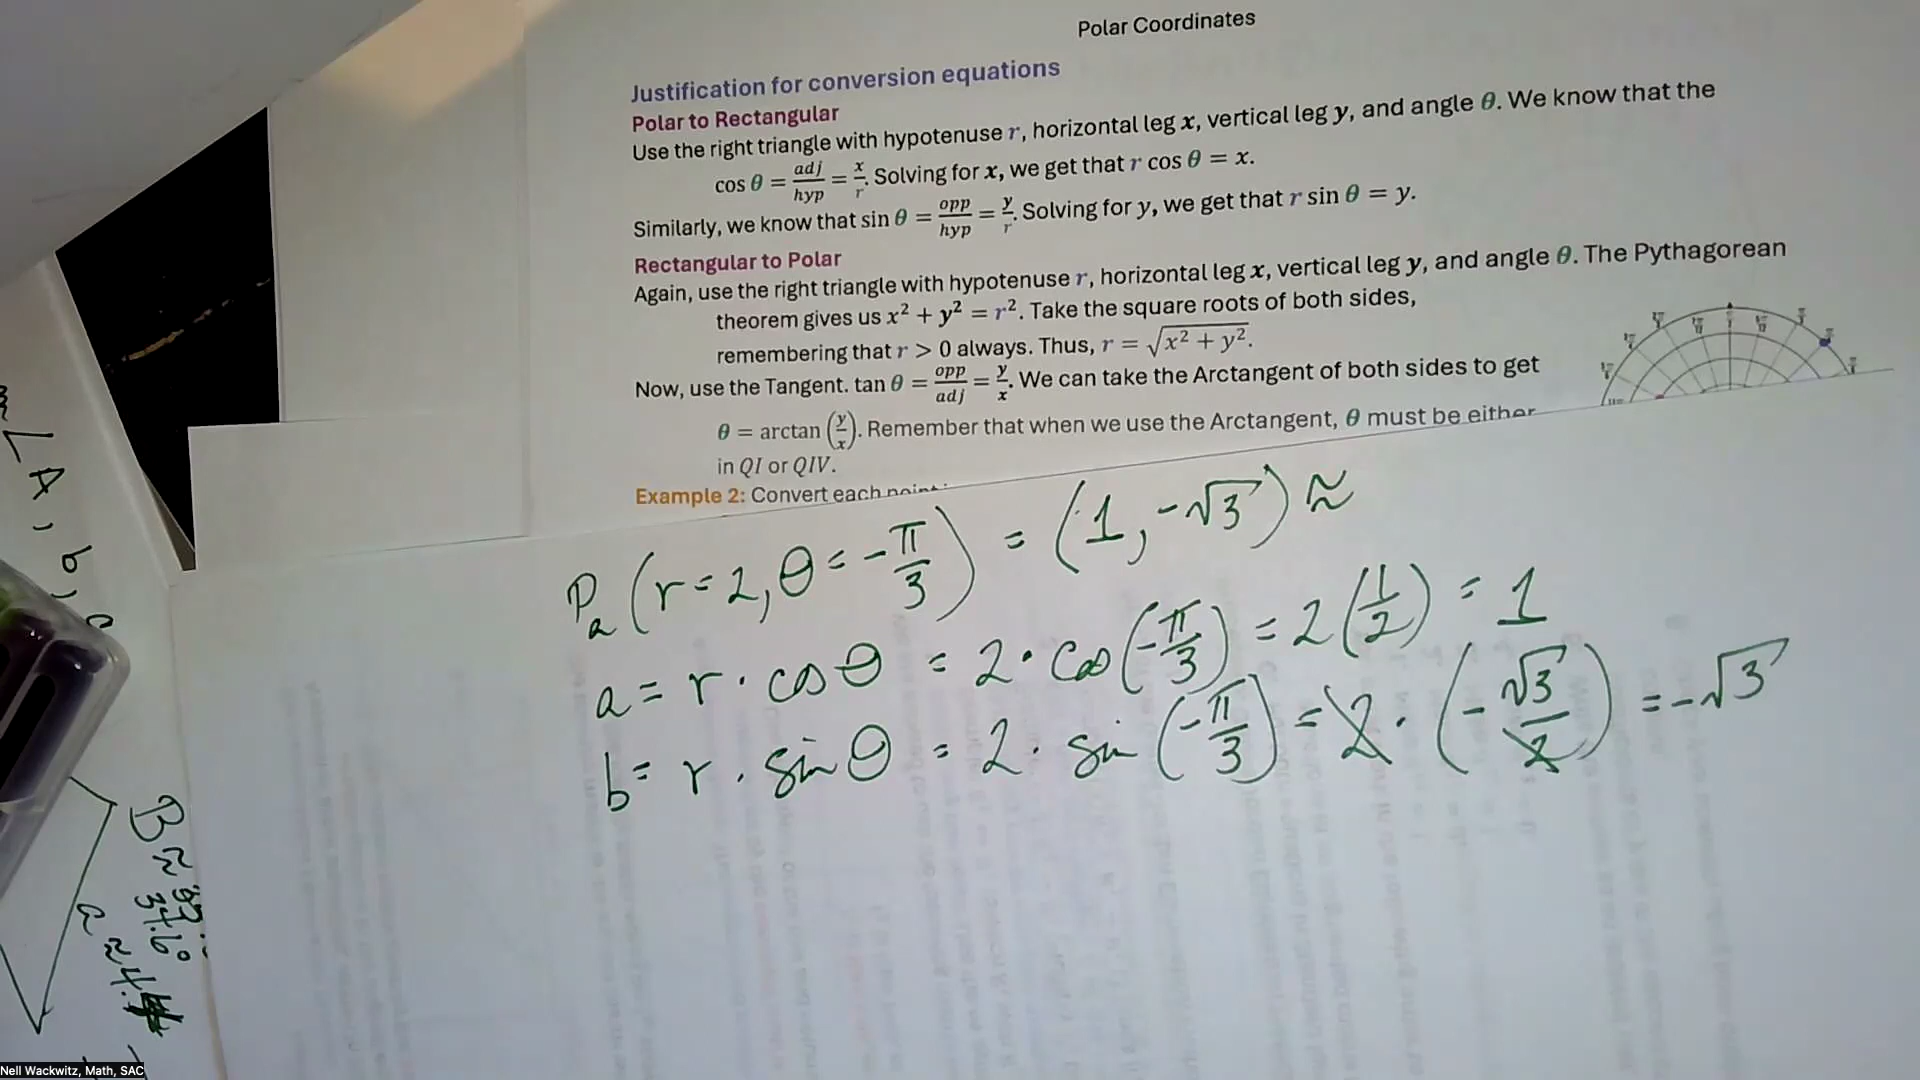 Polar Coordinates
Justification for conversion equations
Polar to Rectangular
Use the right triangle with hypotenuse r, horizontal leg x, vertical leg y, and angle θ. We know that the
cos θ = adj/hyp = x/r. Solving for x, we get that r cos θ = x.
Similarly, we know that sin θ = opp/hyp = y/r. Solving for y, we get that r sin θ = y.
Rectangular to Polar
Again, use the right triangle with hypotenuse r, horizontal leg x, vertical leg y, and angle θ. The Pythagorean
theorem gives us x² + y² = r². Take the square roots of both sides,
remembering that r > 0 always. Thus, r = √(x² + y²).
Now, use the Tangent. tan θ = opp/adj = y/x. We can take the Arctangent of both sides to get
θ = arctan (y/x). Remember that when we use the Arctangent, θ must be either
in QI or QIV.
Example 2: Convert each point
P_a (r = 2, θ = -π/3) = (1, -√3) ≈
a = r · cos θ = 2 · cos(-π/3) = 2(1/2) = 1
b = r · sin θ = 2 · sin(-π/3) = 2 · (-√3/2) = -√3
∠A, b, c
B ≈
34.6°
a ≈ 4.
Nell Wackwitz, Math, SAC